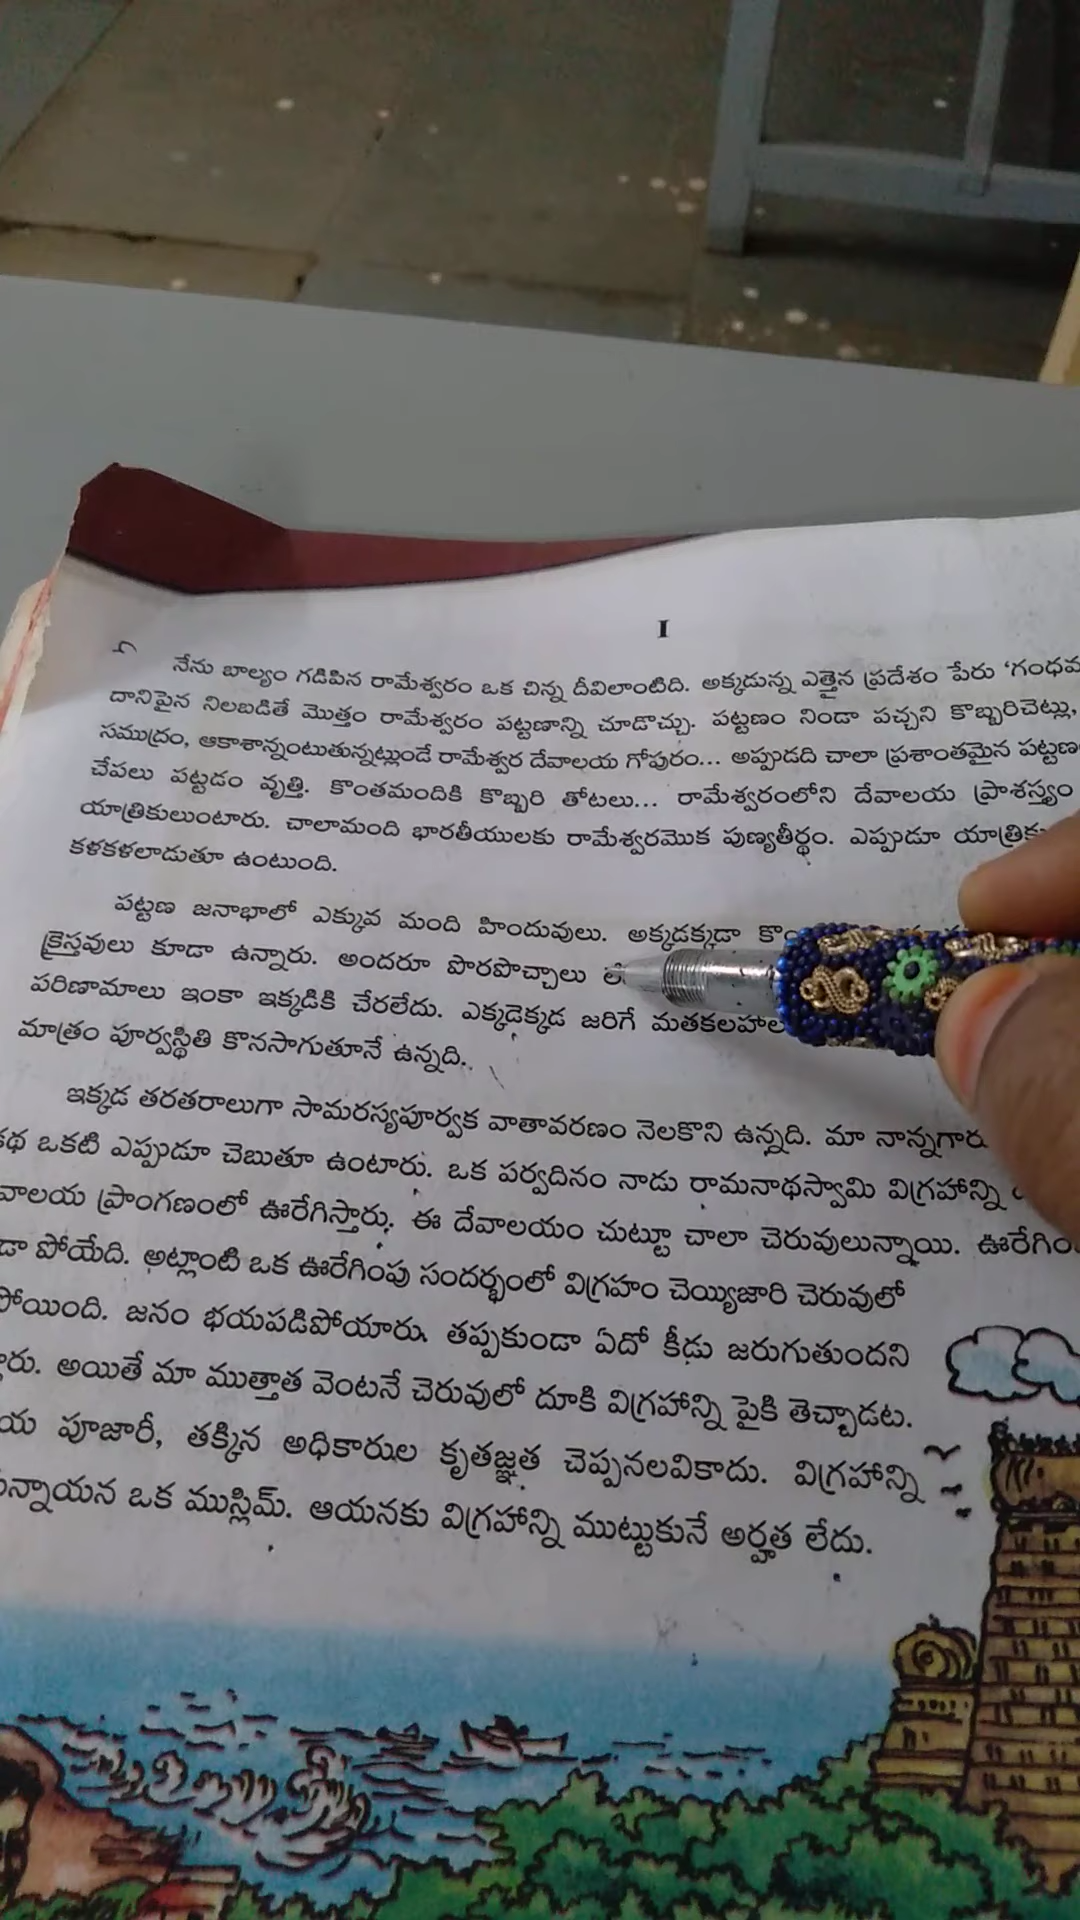 I
నేను బాల్యం గడిపిన రామేశ్వరం ఒక చిన్న దీవిలాంటిది. అక్కడున్న ఎత్తైన ప్రదేశం పేరు ‘గంధమ
దానిపైన నిలబడితే మొత్తం రామేశ్వరం పట్టణాన్ని చూడొచ్చు. పట్టణం నిండా పచ్చని కొబ్బరిచెట్లు,
సముద్రం, ఆకాశాన్నంటుతున్నట్లుండే రామేశ్వర దేవాలయ గోపురం... అప్పుడది చాలా ప్రశాంతమైన పట్టణ
చేపలు పట్టడం వృత్తి. కొంతమందికి కొబ్బరి తోటలు... రామేశ్వరంలోని దేవాలయ ప్రాశస్త్యం
యాత్రికులుంటారు. చాలామంది భారతీయులకు రామేశ్వరమొక పుణ్యతీర్థం. ఎప్పుడూ
కళకళలాడుతూ ఉంటుంది.
పట్టణ జనాభాలో ఎక్కువ మంది హిందువులు. అక్కడక్కడా
క్రైస్తవులు కూడా ఉన్నారు. అందరూ పొరపొచ్చాలు
పరిణామాలు ఇంకా ఇక్కడికి చేరలేదు. ఎక్కడెక్కడ జరిగే మతకలహాల
మాత్రం పూర్వస్థితి కొనసాగుతూనే ఉన్నది.
ఇక్కడ తరతరాలుగా సామరస్యపూర్వక వాతావరణం నెలకొని ఉన్నది. మా నాన్నగారు
కథ ఒకటి ఎప్పుడూ చెబుతూ ఉంటారు. ఒక పర్వదినం నాడు రామనాథస్వామి విగ్రహాన్ని
వాలయ ప్రాంగణంలో ఊరేగిస్తారు. ఈ దేవాలయం చుట్టూ చాలా చెరువులున్నాయి. ఊరేగిం
డా పోయేది. అట్లాంటి ఒక ఊరేగింపు సందర్భంలో విగ్రహం చెయ్యిజారి చెరువులో
పోయింది. జనం భయపడిపోయారు. తప్పకుండా ఏదో కీడు జరుగుతుందని
రు. అయితే మా ముత్తాత వెంటనే చెరువులో దూకి విగ్రహాన్ని పైకి తెచ్చాడట.
య పూజారీ, తక్కిన అధికారుల కృతజ్ఞత చెప్పనలవికాదు. విగ్రహాన్ని
న్నాయన ఒక ముస్లిమ్. ఆయనకు విగ్రహాన్ని ముట్టుకునే అర్హత లేదు.